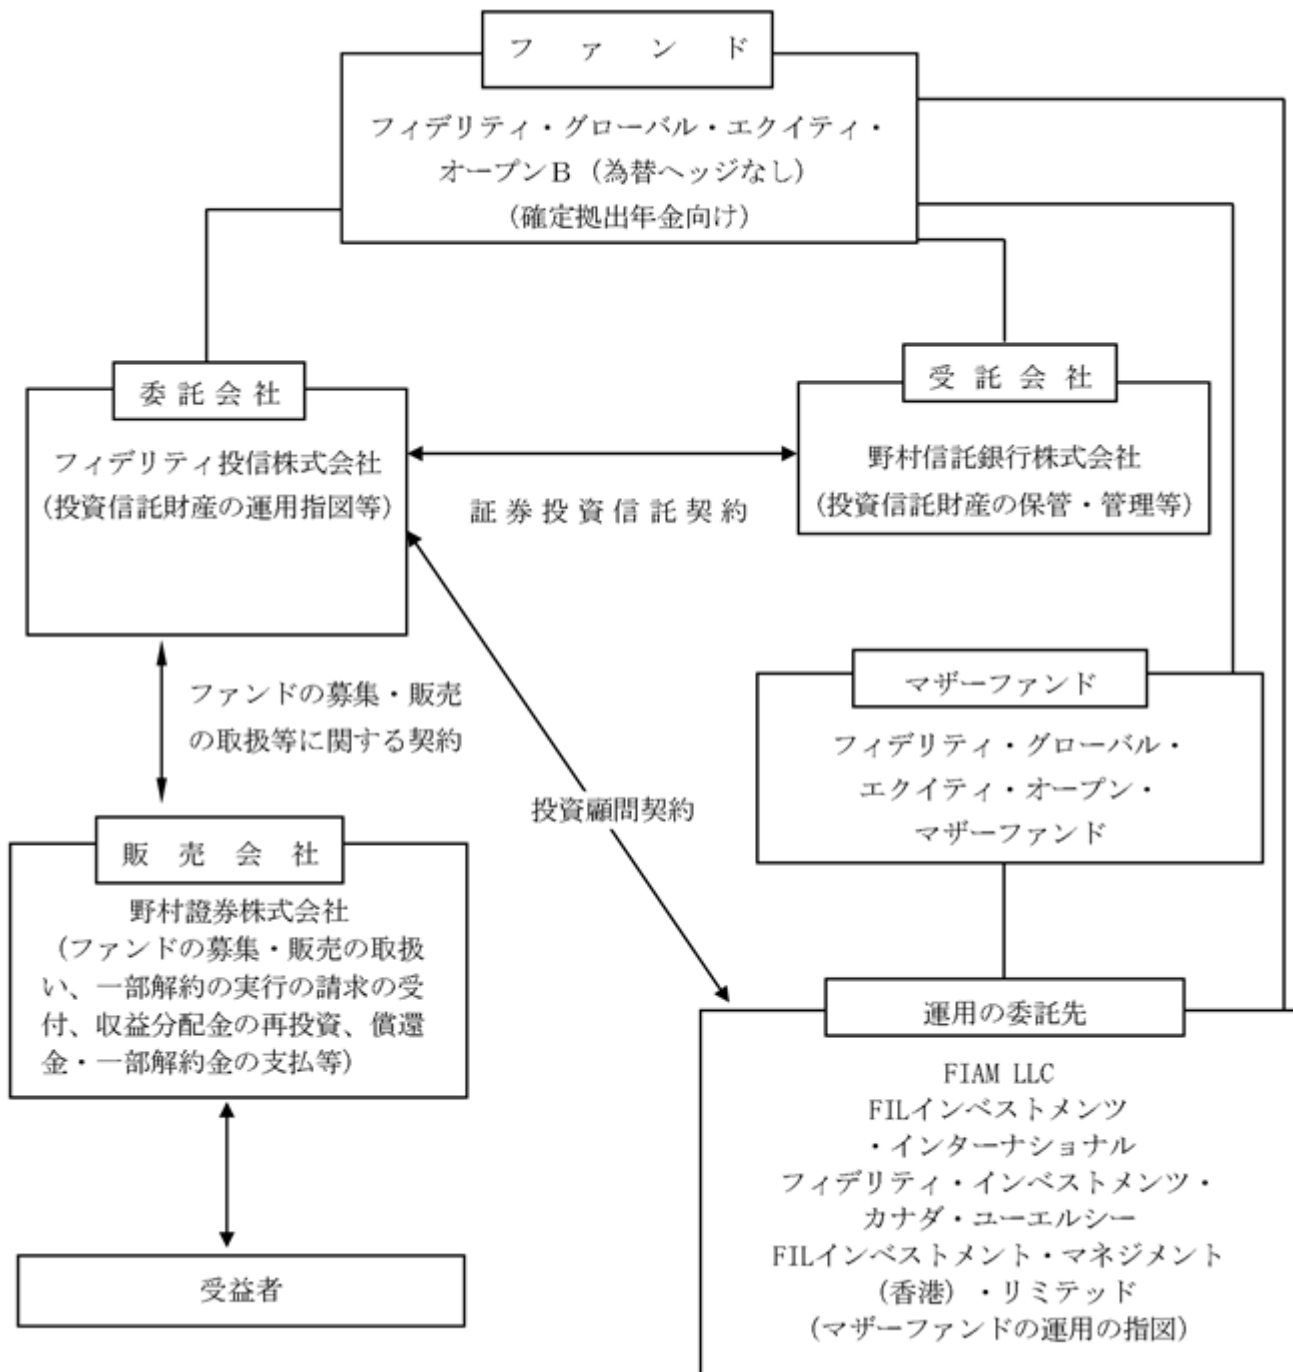 ファンド
フィデリティ・グローバル・エクイティ・
オープンB（為替ヘッジなし）
（確定拠出年金向け）
委託会社
フィデリティ投信株式会社
（投資信託財産の運用指図等）
受託会社
野村信託銀行株式会社
（投資信託財産の保管・管理等）
証券投資信託契約
ファンドの募集・販売
の取扱等に関する契約
マザーファンド
フィデリティ・グローバル・
エクイティ・オープン・
マザーファンド
投資顧問契約
販売会社
野村證券株式会社
（ファンドの募集・販売の取扱
い、一部解約の実行の請求の受
付、収益分配金の再投資、償還
金・一部解約金の支払等）
運用の委託先
FIAM LLC
FILインベストメンツ
・インターナショナル
フィデリティ・インベストメンツ・
カナダ・ユーエルシー
FILインベストメント・マネジメント
（香港）・リミテッド
（マザーファンドの運用の指図）
受益者